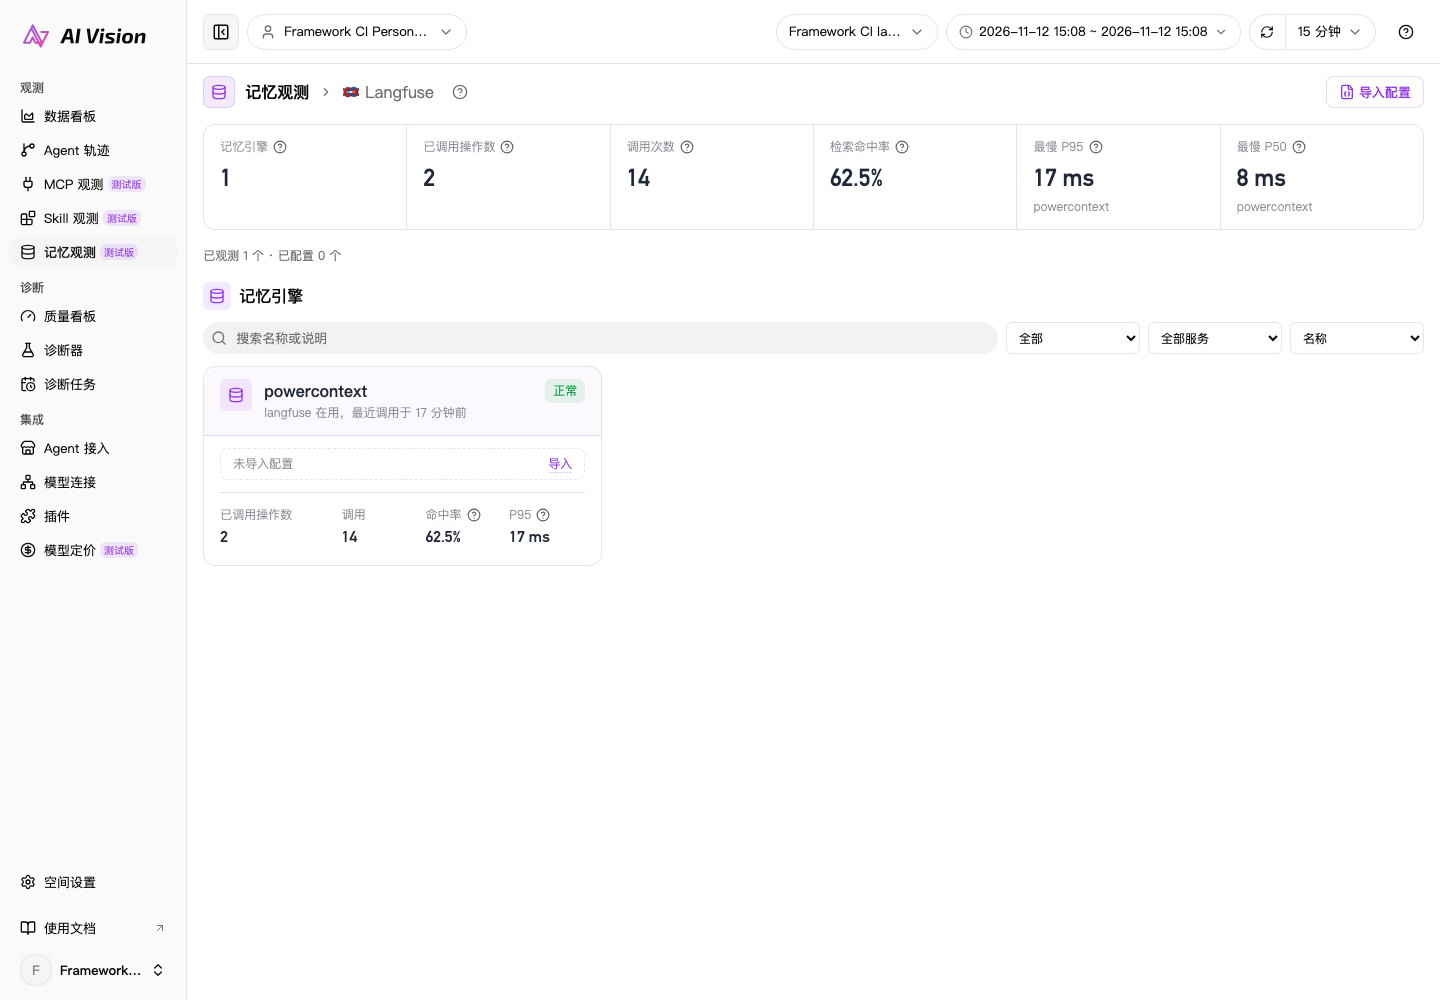 AI Vision
观测
数据看板
Agent 轨迹
MCP 观测 测试版
Skill 观测 测试版
记忆观测 测试版
诊断
质量看板
诊断器
诊断任务
集成
Agent 接入
模型连接
插件
模型定价 测试版
空间设置
使用文档
F Framework...
Framework CI Person...
Framework CI la...
2026-11-12 15:08 ~ 2026-11-12 15:08
15 分钟
记忆观测 > Langfuse
导入配置
记忆引擎
1
已调用操作数
2
调用次数
14
检索命中率
62.5%
最慢 P95
17 ms
powercontext
最慢 P50
8 ms
powercontext
已观测 1 个 · 已配置 0 个
记忆引擎
搜索名称或说明
全部
全部服务
名称
powercontext
正常
langfuse 在用，最近调用于 17 分钟前
未导入配置
导入
已调用操作数 调用 命中率 P95
2 14 62.5% 17 ms